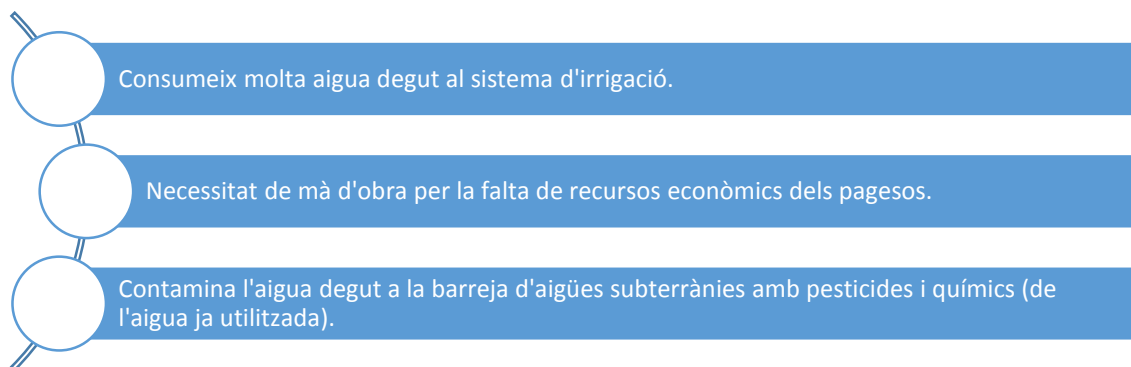 Consumeix molta aigua degut al sistema d'irrigació.
Necessitat de mà d'obra per la falta de recursos econòmics dels pagesos.
Contamina l'aigua degut a la barreja d'aigües subterrànies amb pesticides i químics (de
l'aigua ja utilitzada).